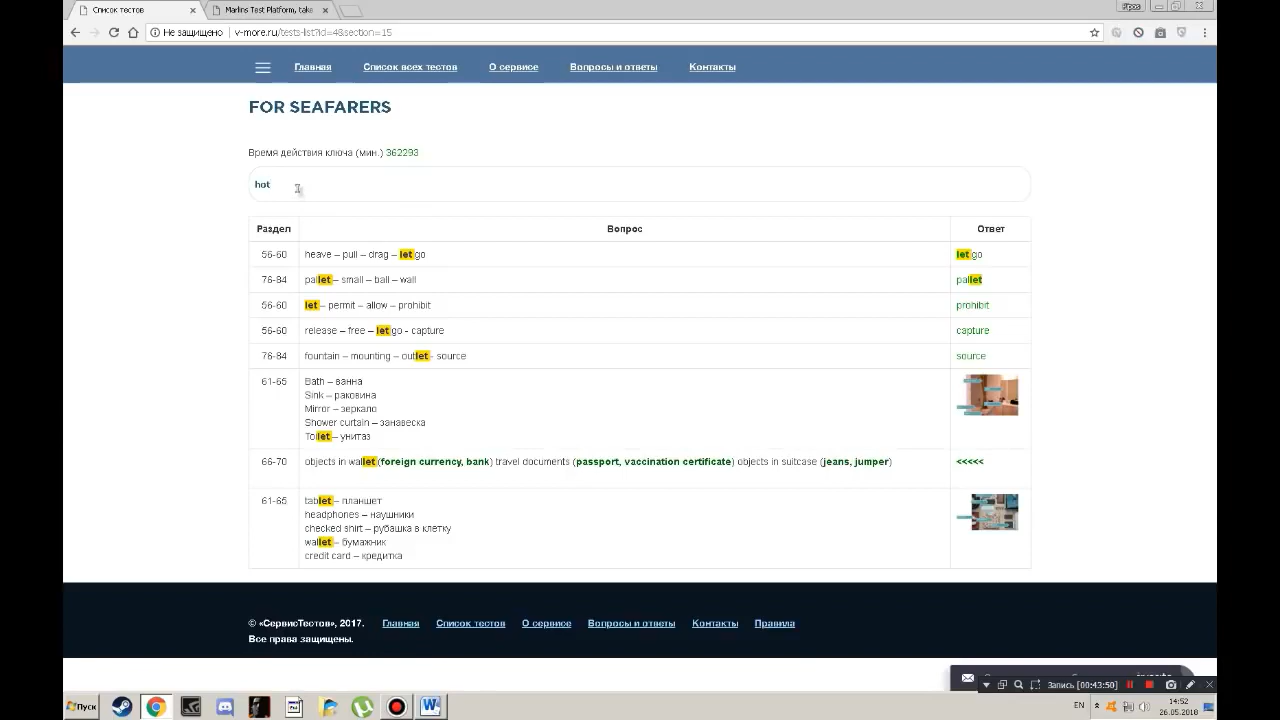 Список тестов
Marlins Test Platform, take
Не защищено
v-more.ru/tests-list?id=4&section=15
Главная
Список всех тестов
О сервисе
Вопросы и ответы
Контакты
FOR SEAFARERS
Время действия ключа (мин.) 362293
hot
Раздел Вопрос Ответ
56-60 heave – pull – drag – let go let go
76-84 pallet – small – ball – wall pallet
56-60 let – permit – allow – prohibit prohibit
56-60 release – free – let go - capture capture
76-84 fountain – mounting – outlet - source source
61-65 Bath – ванна
Sink – раковина
Mirror – зеркало
Shower curtain – занавеска
Toilet – унитаз
66-70 objects in wallet (foreign currency, bank) travel documents (passport, vaccination certificate) objects in suitcase (jeans, jumper) <<<<<
61-65 tablet – планшет
headphones – наушники
checked shirt – рубашка в клетку
wallet – бумажник
credit card – кредитка
© «СервисТестов», 2017. Главная Список тестов О сервисе Вопросы и ответы Контакты Правила
Все права защищены.
Запись [00:43:50]
Пуск
EN
14:52
26.05.2018